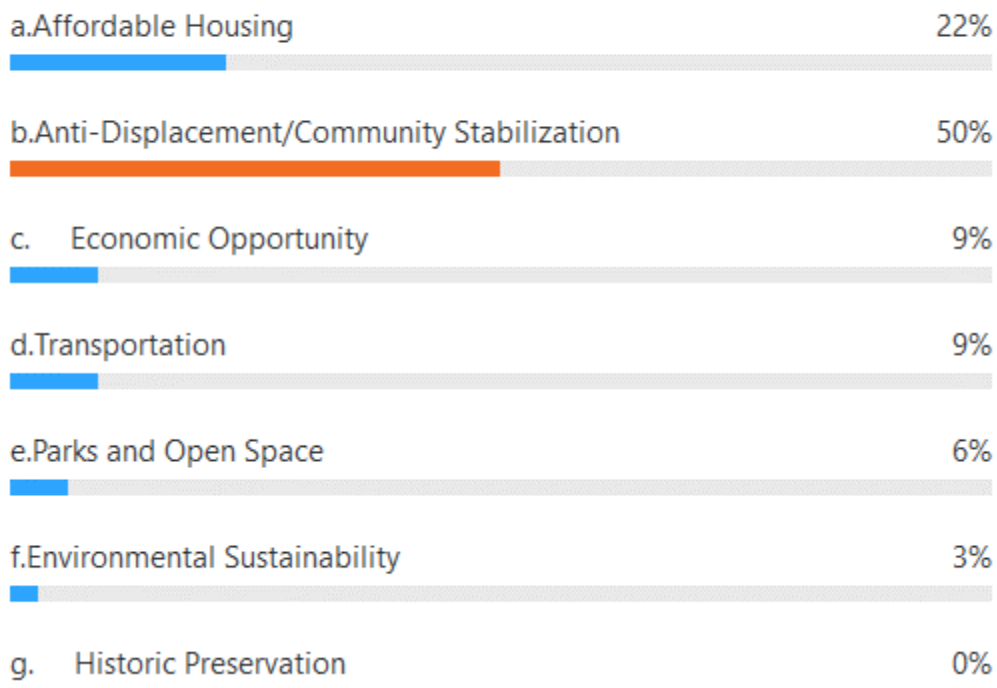 a.Affordable Housing 22%
b.Anti-Displacement/Community Stabilization 50%
c. Economic Opportunity 9%
d.Transportation 9%
e.Parks and Open Space 6%
f.Environmental Sustainability 3%
g. Historic Preservation 0%